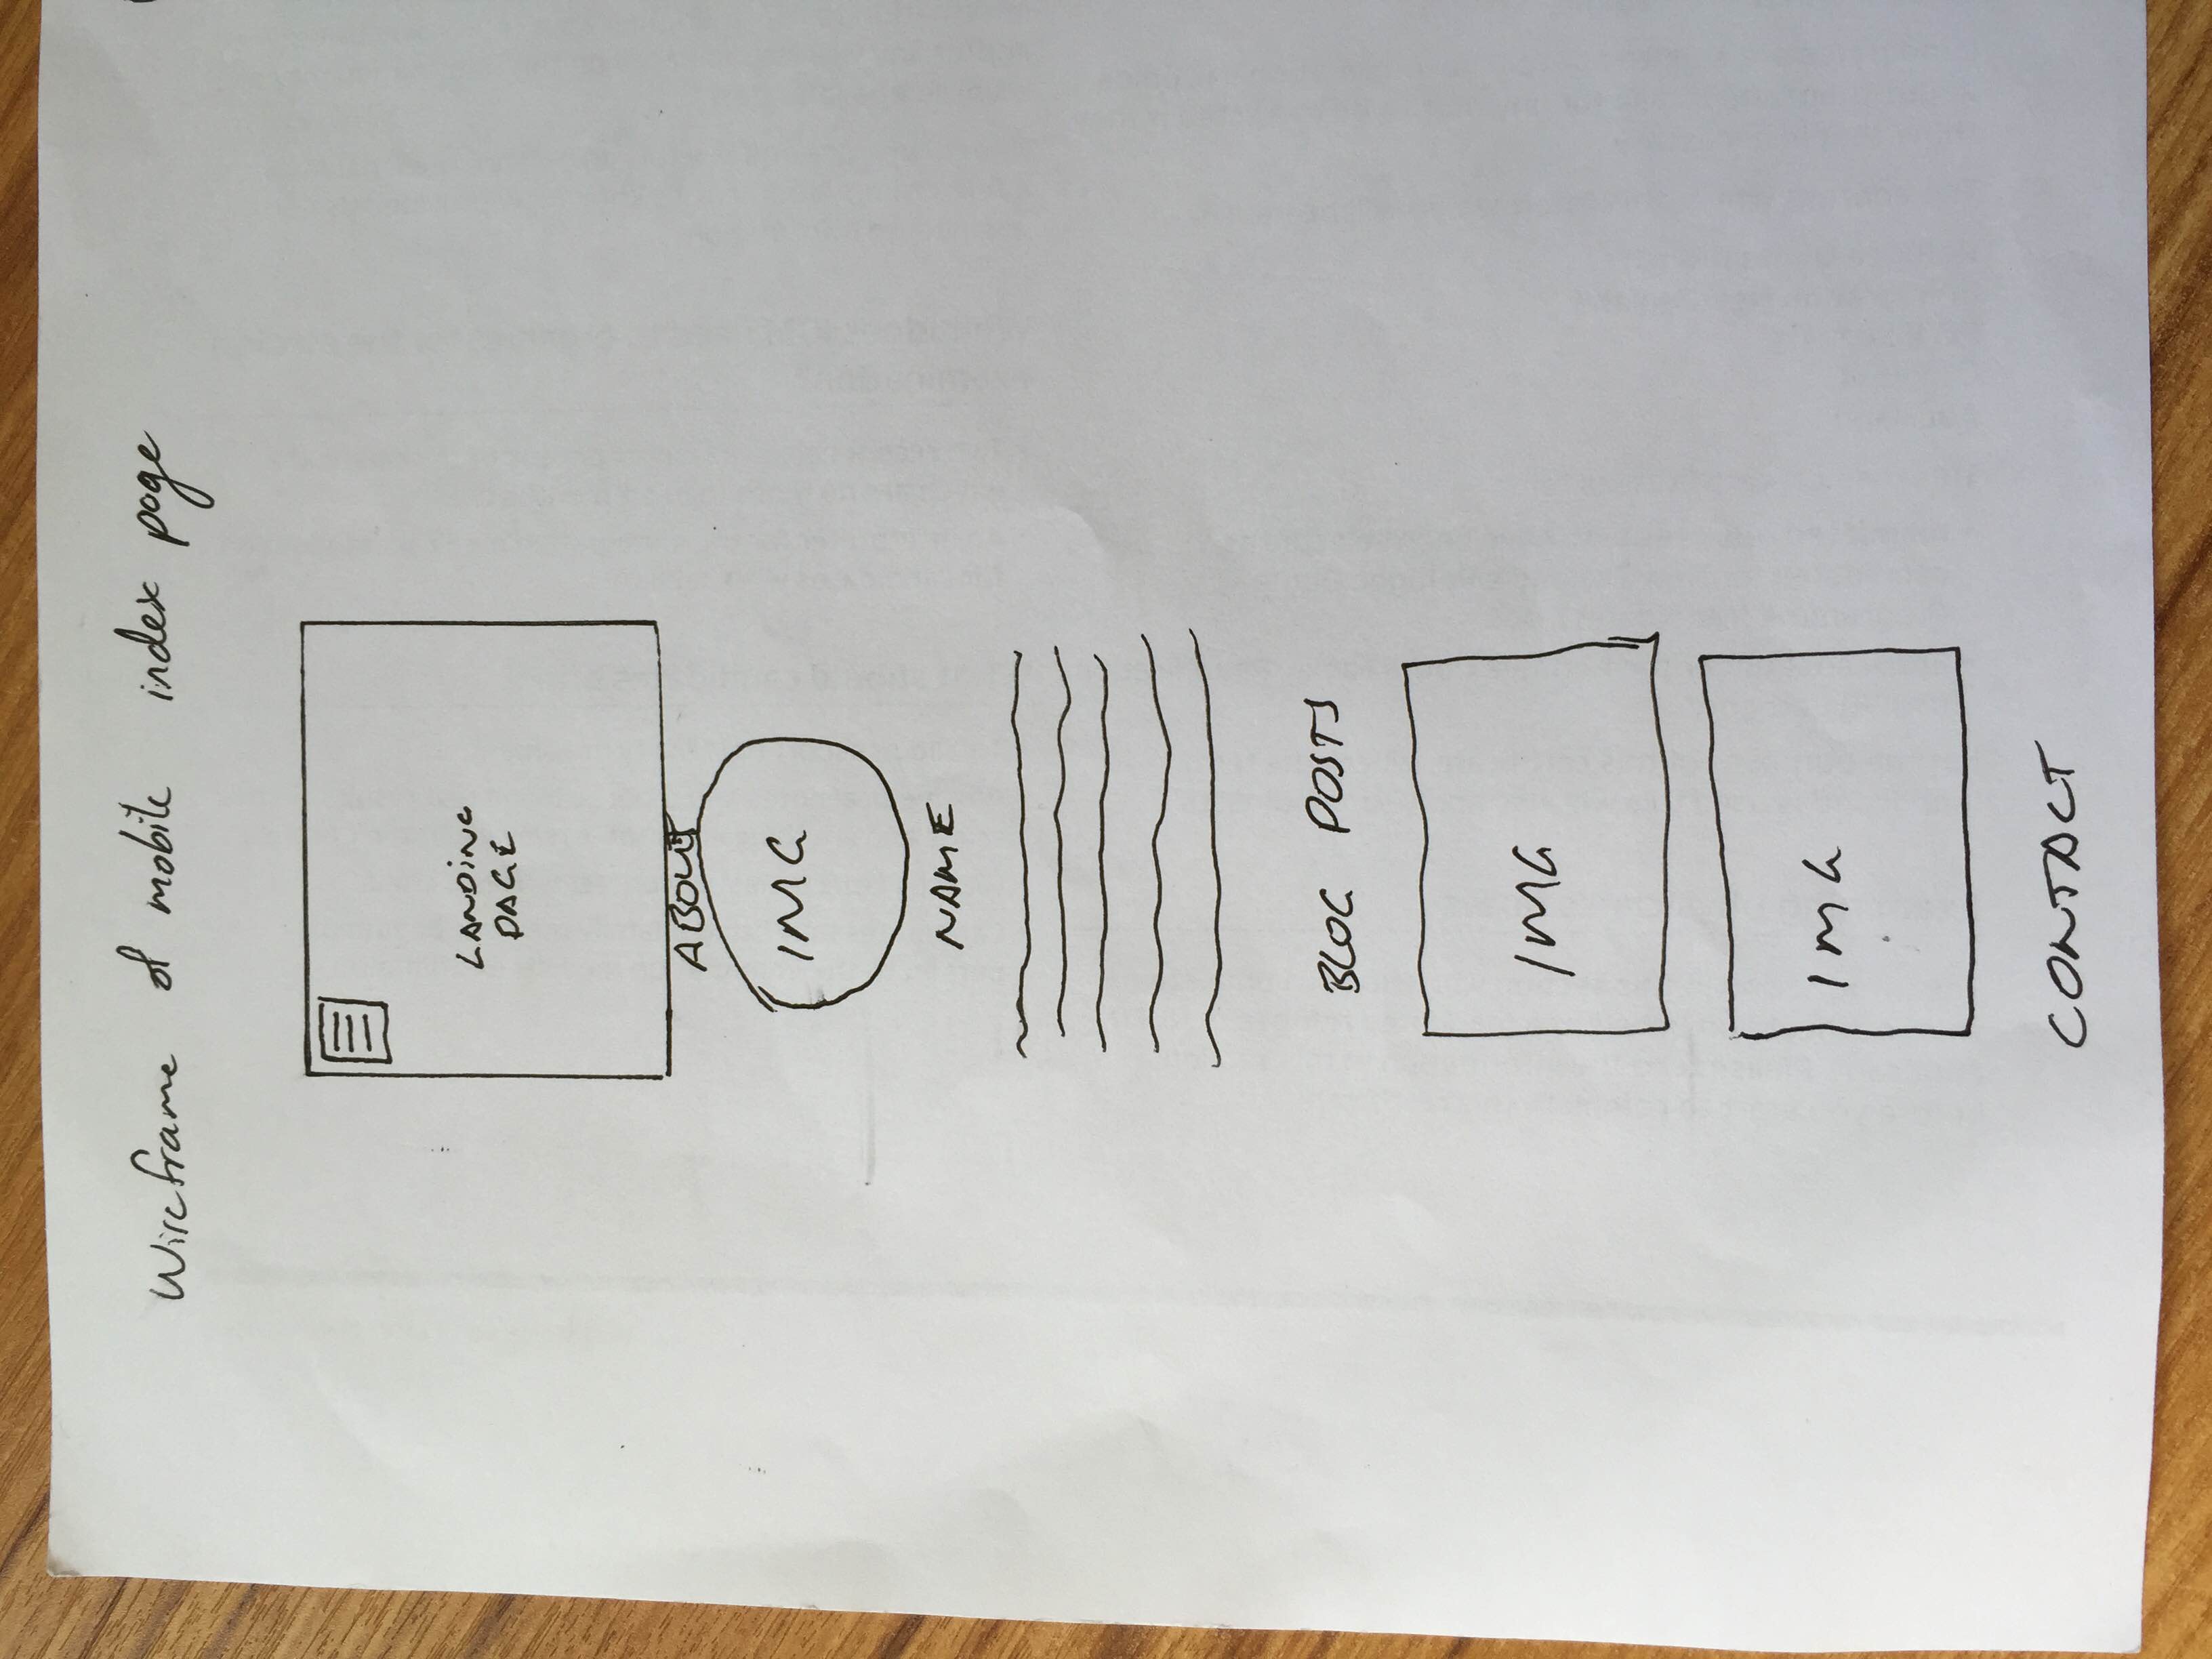 Wireframe of mobile index page
LANDING
PAGE
ABOUT
IMG
NAME
BLOG POSTS
IMG
IMG
CONTACT